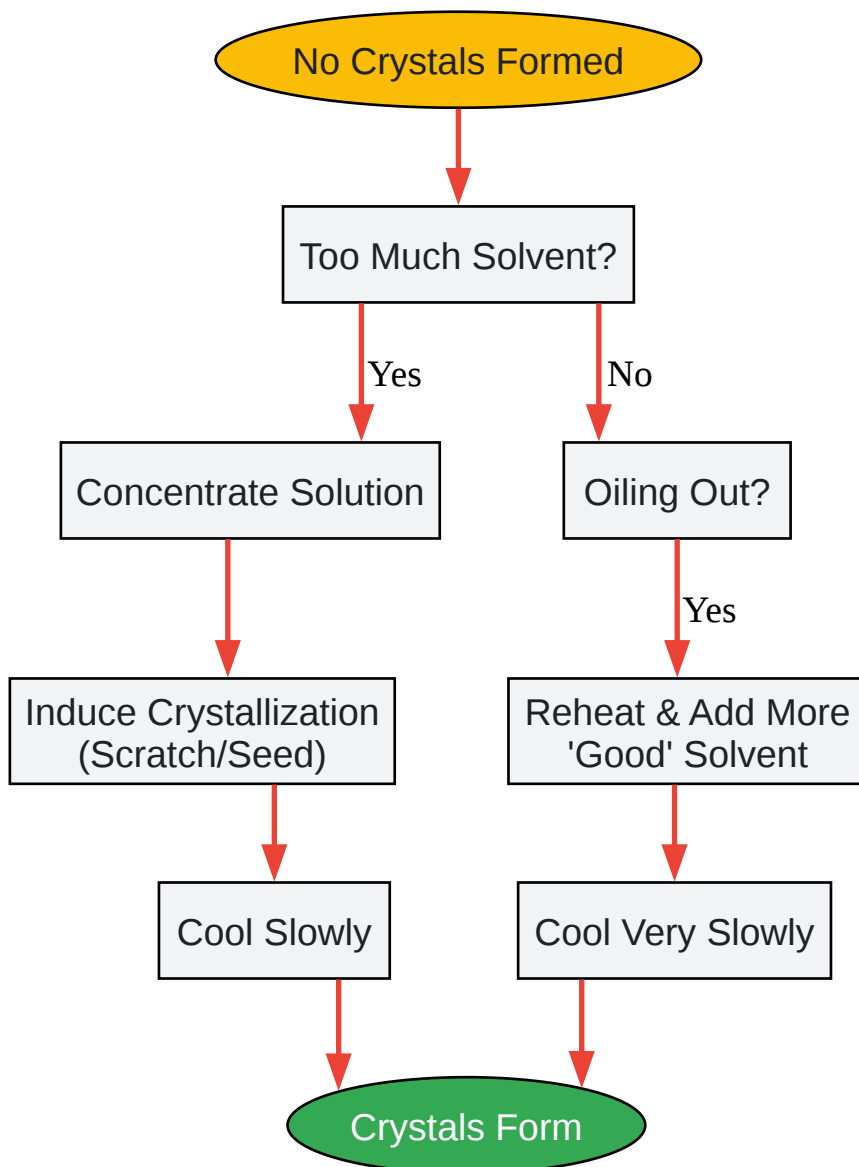 No Crystals Formed
Too Much Solvent?
Yes
No
Concentrate Solution
Oiling Out?
Yes
Induce Crystallization
(Scratch/Seed)
Reheat & Add More
'Good' Solvent
Cool Slowly
Cool Very Slowly
Crystals Form